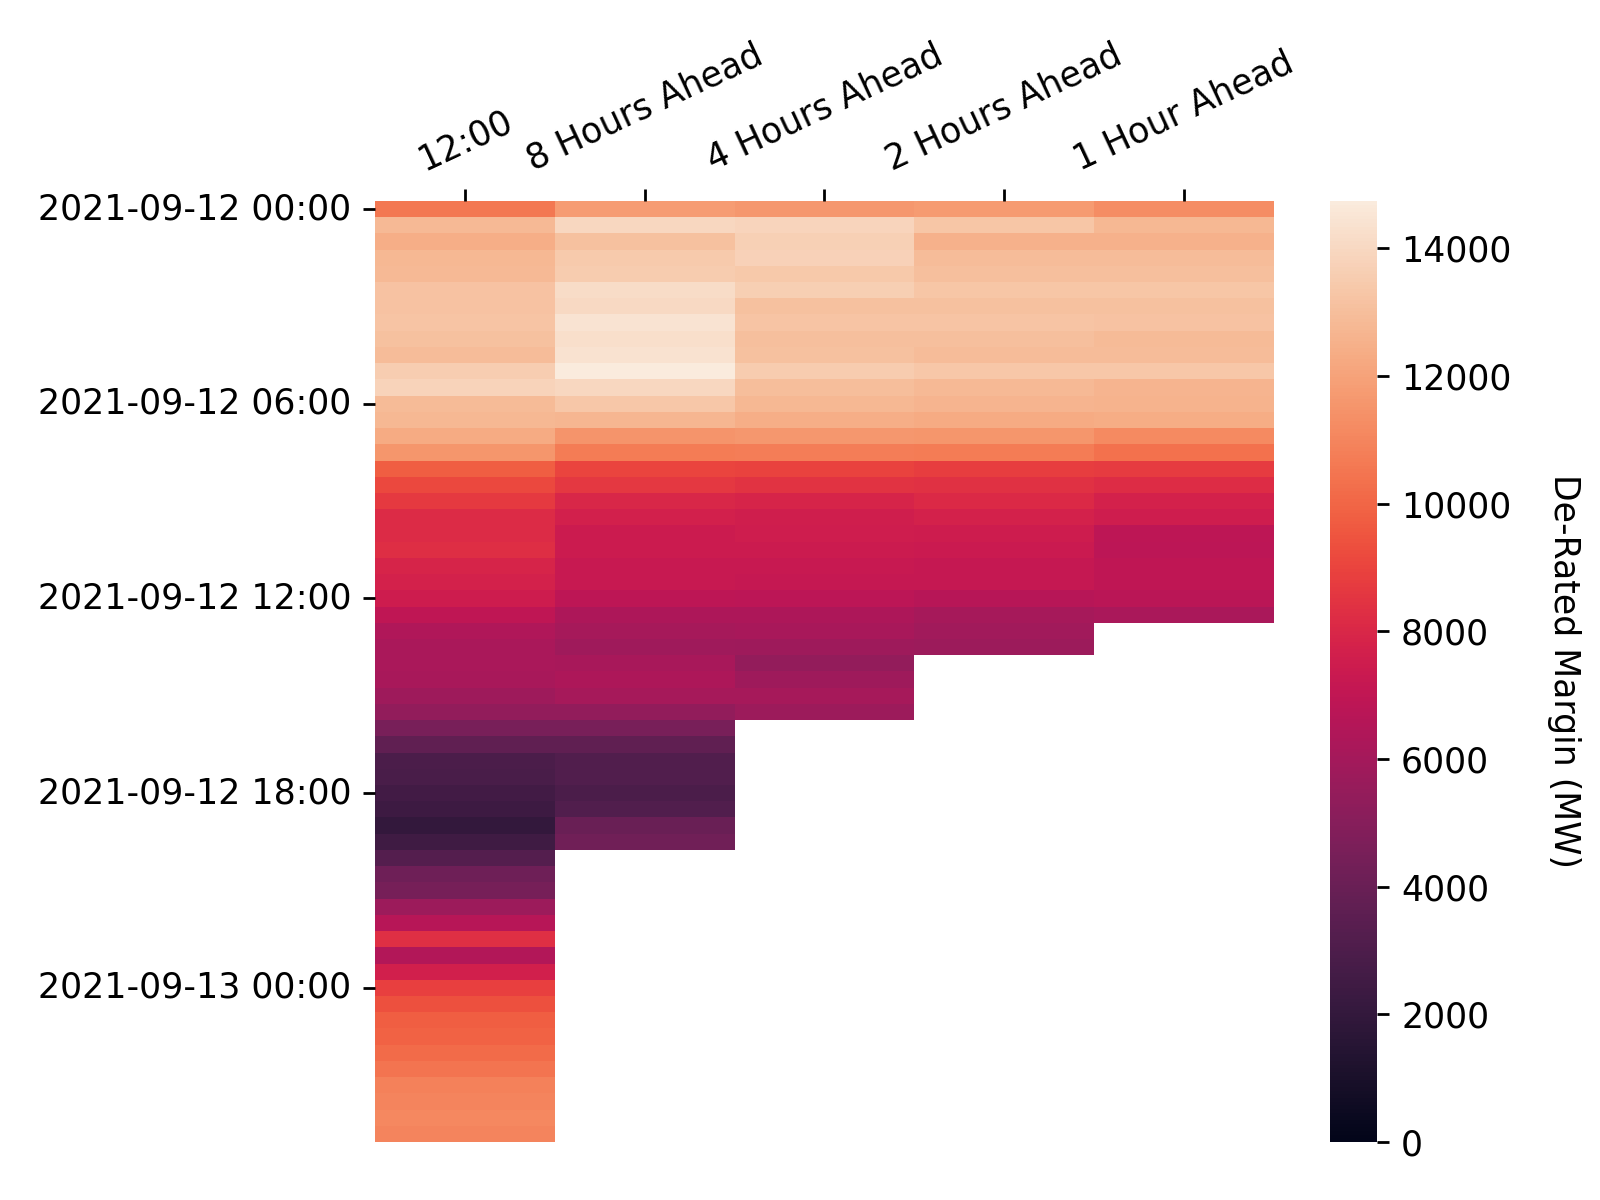 12:00
8 Hours Ahead
4 Hours Ahead
2 Hours Ahead
1 Hour Ahead
2021-09-12 00:00
2021-09-12 06:00
2021-09-12 12:00
2021-09-12 18:00
2021-09-13 00:00
14000
12000
10000
8000
6000
4000
2000
0
De-Rated Margin (MW)